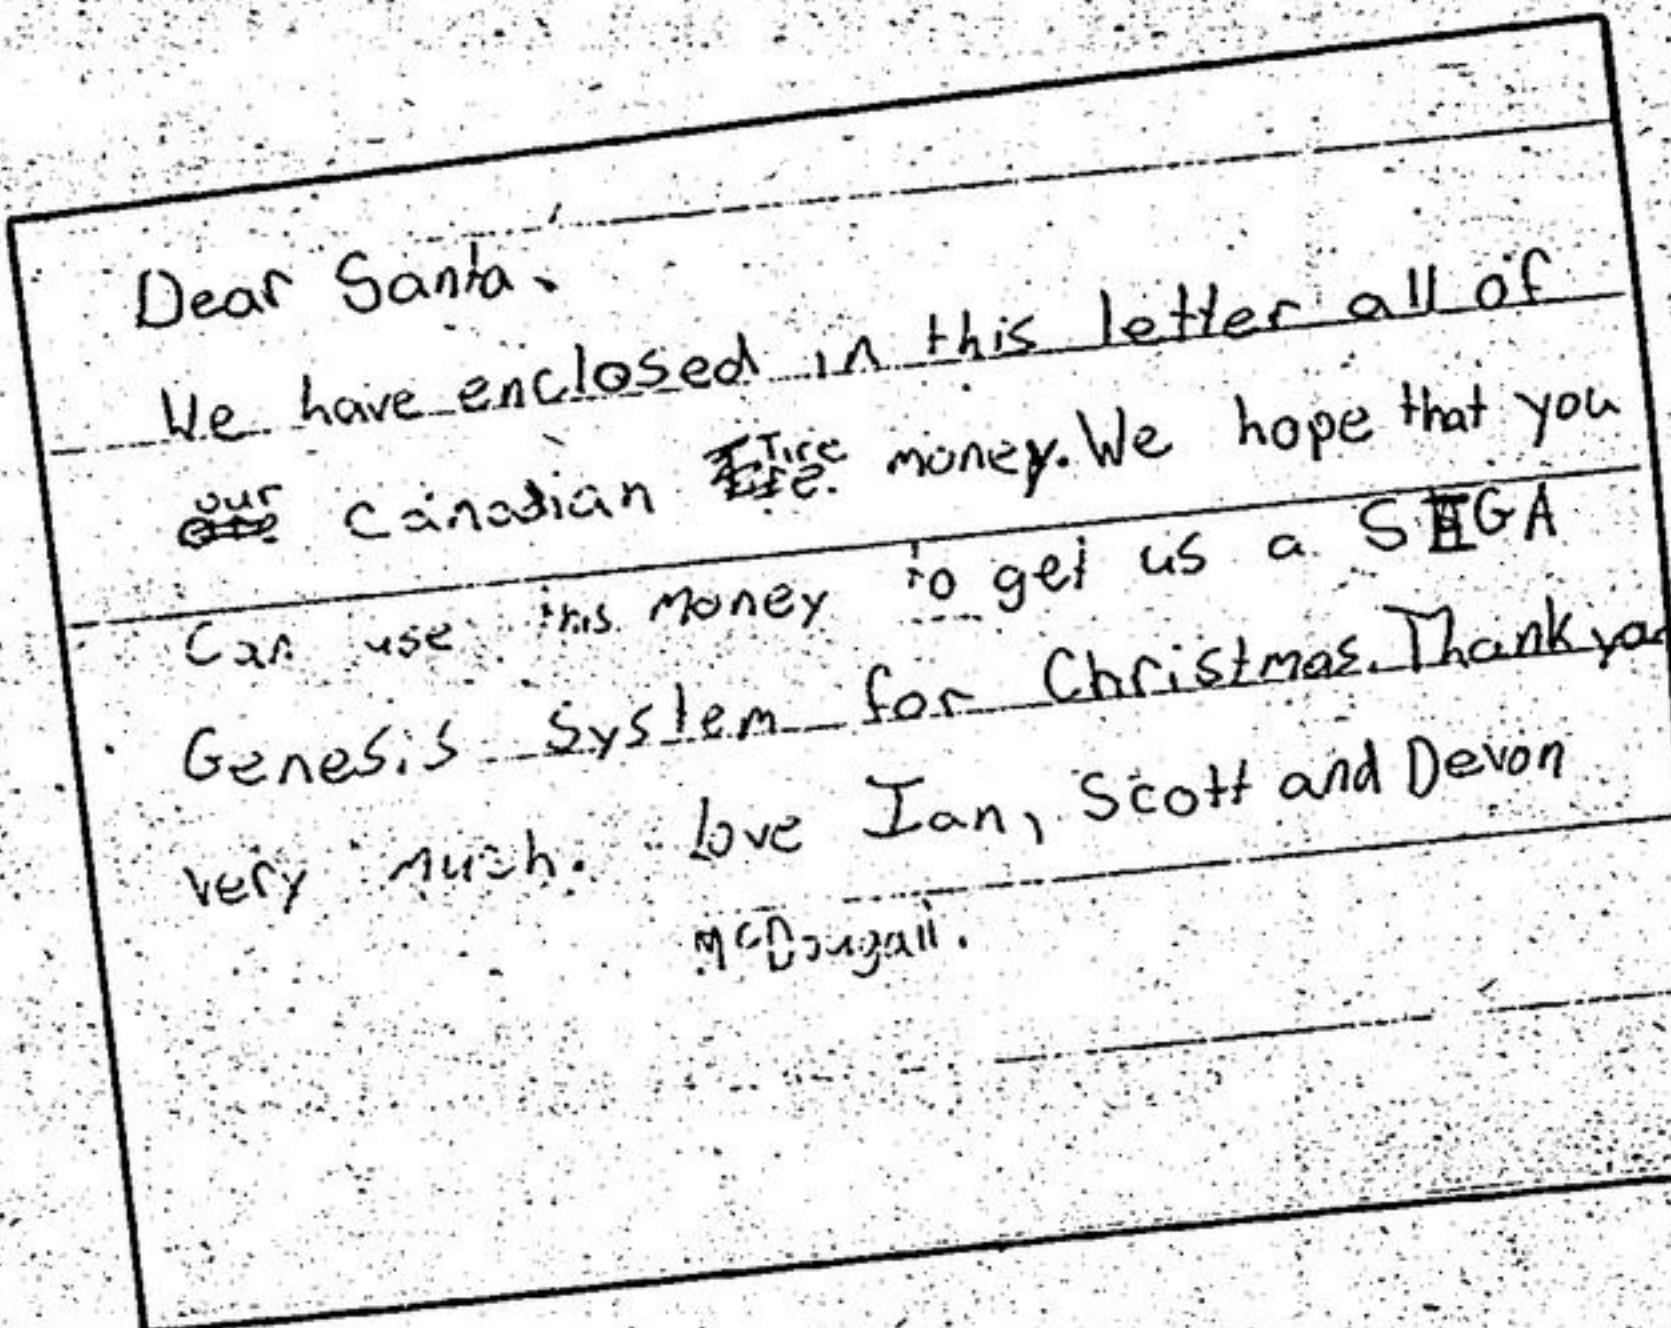 Dear Santa,
We have enclosed in this letter all of
our Canadian Tire money. We hope that you
Can use this money to get us a SEGA
Genesis System for Christmas. Thank you
very much. Love Ian, Scott and Devon
McDougall.